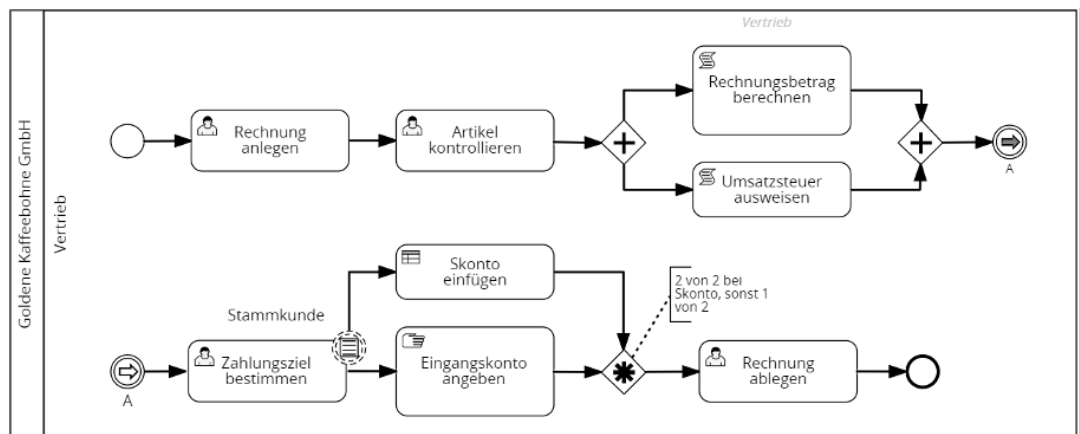 Goldene Kaffeebohne GmbH
Vertrieb
Vertrieb
Rechnung
anlegen
Artikel
kontrollieren
Rechnungsbetrag
berechnen
Umsatzsteuer
ausweisen
A
Stammkunde
Skonto
einfügen
2 von 2 bei
Skonto, sonst 1
von 2
A
Zahlungsziel
bestimmen
Eingangskonto
angeben
Rechnung
ablegen